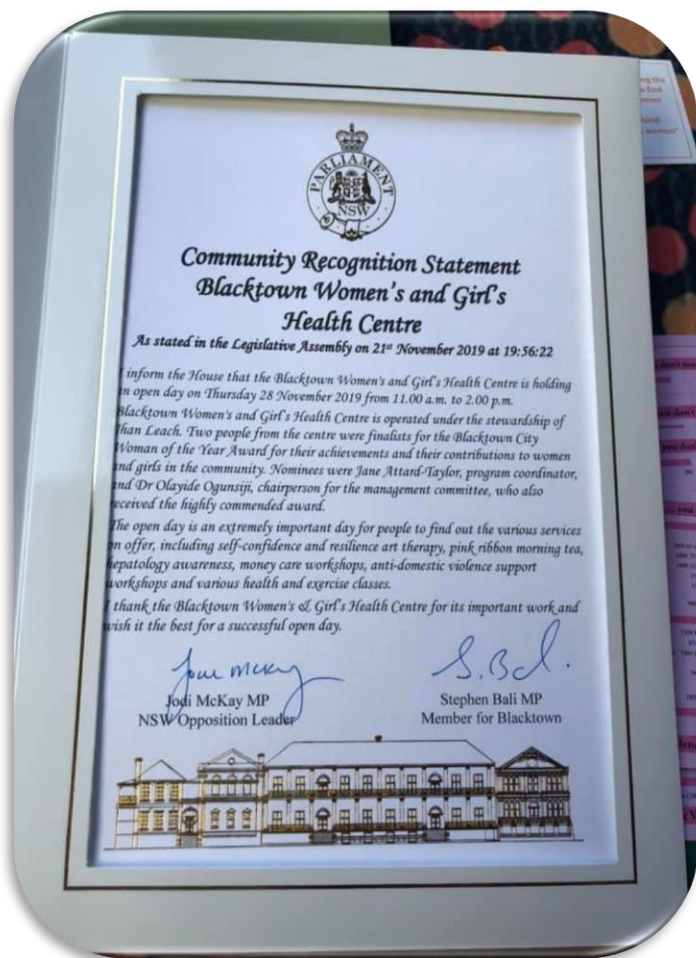 PARLIAMENT
NSW
Community Recognition Statement
Blacktown Women's and Girl's
Health Centre
As stated in the Legislative Assembly on 21st November 2019 at 19:56:22
I inform the House that the Blacktown Women's and Girl's Health Centre is holding
an open day on Thursday 28 November 2019 from 11.00 a.m. to 2.00 p.m.
Blacktown Women's and Girl's Health Centre is operated under the stewardship of
Jhan Leach. Two people from the centre were finalists for the Blacktown City
Woman of the Year Award for their achievements and their contributions to women
and girls in the community. Nominees were Jane Attard-Taylor, program coordinator,
and Dr Olayide Ogunsiji, chairperson for the management committee, who also
received the highly commended award.
The open day is an extremely important day for people to find out the various services
on offer, including self-confidence and resilience art therapy, pink ribbon morning tea,
hepatology awareness, money care workshops, anti-domestic violence support
workshops and various health and exercise classes.
I thank the Blacktown Women's & Girl's Health Centre for its important work and
wish it the best for a successful open day.
Jodi McKay S. Bali.
Jodi McKay MP Stephen Bali MP
NSW Opposition Leader Member for Blacktown
women"